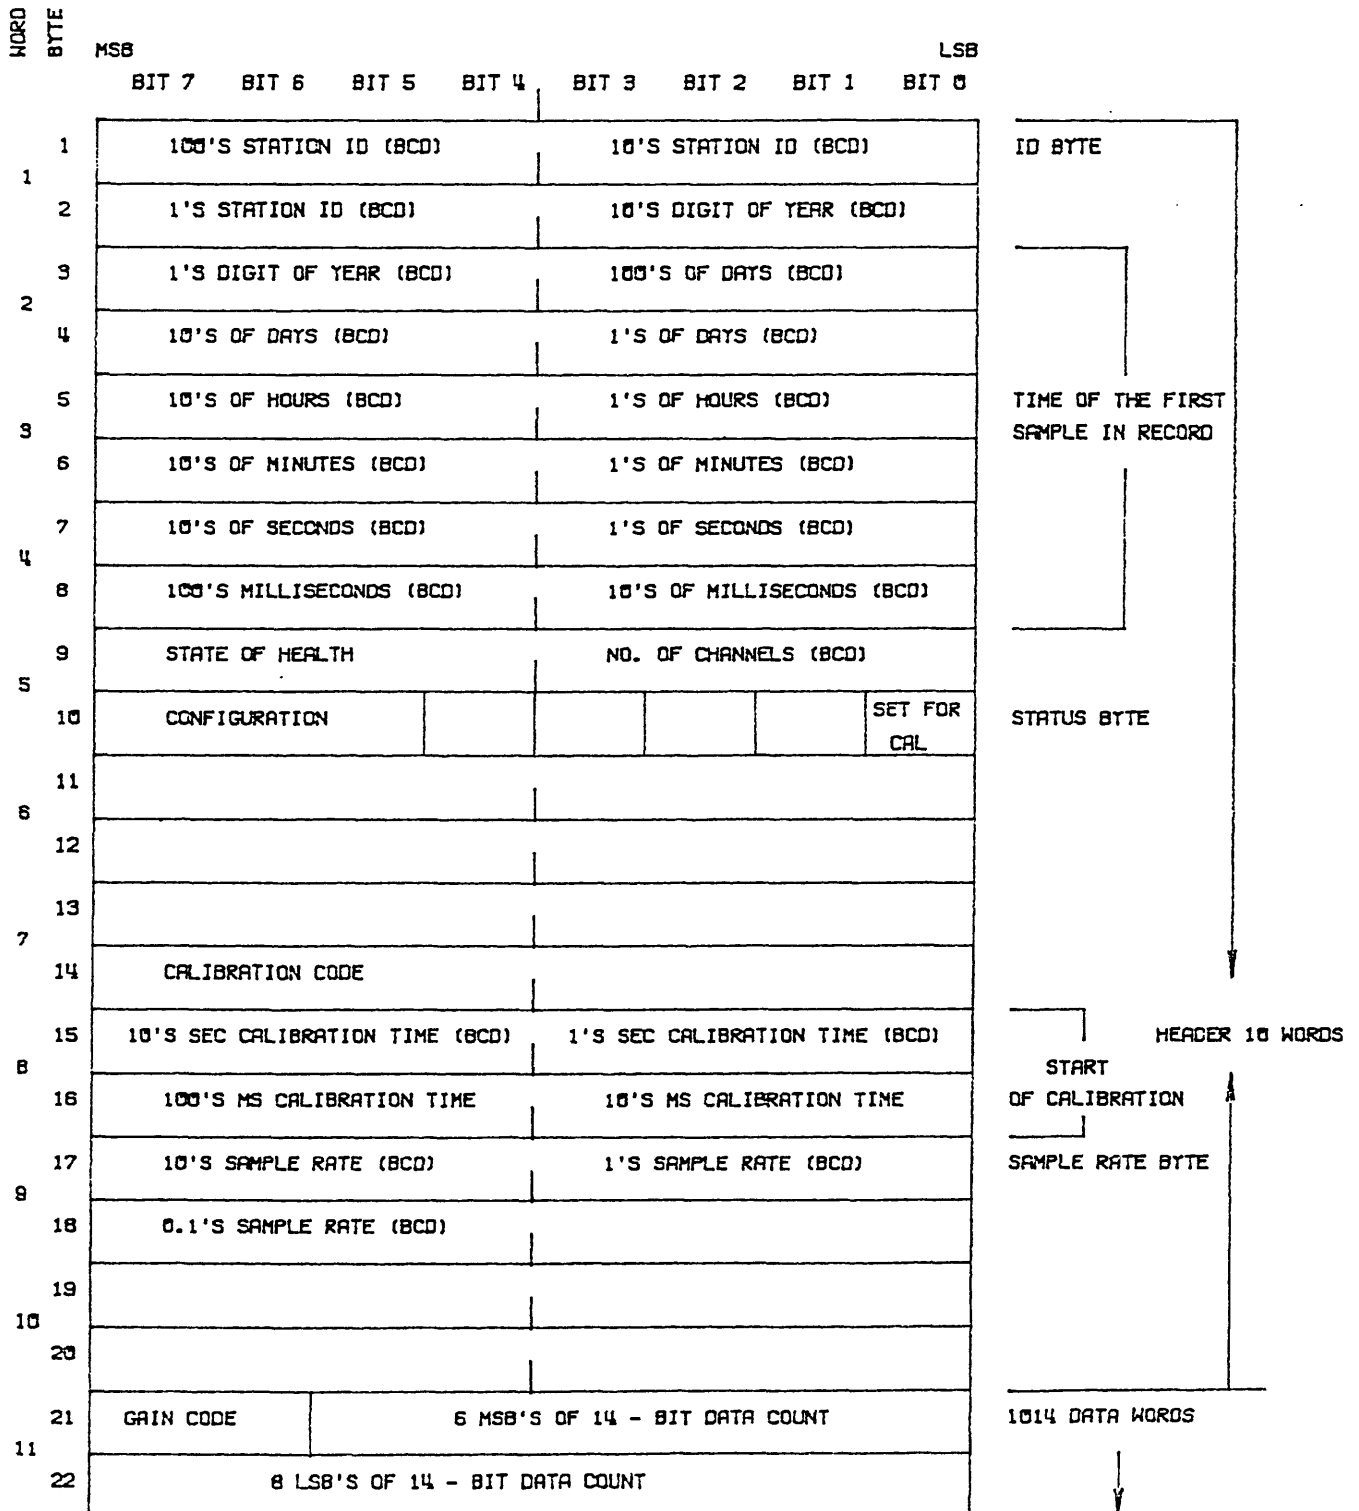 WORD
BYTE
MSB LSB
BIT 7 BIT 6 BIT 5 BIT 4 BIT 3 BIT 2 BIT 1 BIT 0
1 100'S STATION ID (BCD) 10'S STATION ID (BCD) ID BYTE
1
2 1'S STATION ID (BCD) 10'S DIGIT OF YEAR (BCD)
3 1'S DIGIT OF YEAR (BCD) 100'S OF DAYS (BCD)
2
4 10'S OF DAYS (BCD) 1'S OF DAYS (BCD)
5 10'S OF HOURS (BCD) 1'S OF HOURS (BCD) TIME OF THE FIRST
3 SAMPLE IN RECORD
6 10'S OF MINUTES (BCD) 1'S OF MINUTES (BCD)
7 10'S OF SECONDS (BCD) 1'S OF SECONDS (BCD)
4
8 100'S MILLISECONDS (BCD) 10'S OF MILLISECONDS (BCD)
9 STATE OF HEALTH NO. OF CHANNELS (BCD)
5
10 CONFIGURATION SET FOR STATUS BYTE
CAL
11
6
12
13
7
14 CALIBRATION CODE
15 10'S SEC CALIBRATION TIME (BCD) 1'S SEC CALIBRATION TIME (BCD) HEADER 10 WORDS
8 START
16 100'S MS CALIBRATION TIME 10'S MS CALIBRATION TIME OF CALIBRATION
17 10'S SAMPLE RATE (BCD) 1'S SAMPLE RATE (BCD) SAMPLE RATE BYTE
9
18 0.1'S SAMPLE RATE (BCD)
19
10
20
21 GAIN CODE 6 MSB'S OF 14 - BIT DATA COUNT 1014 DATA WORDS
11
22 8 LSB'S OF 14 - BIT DATA COUNT